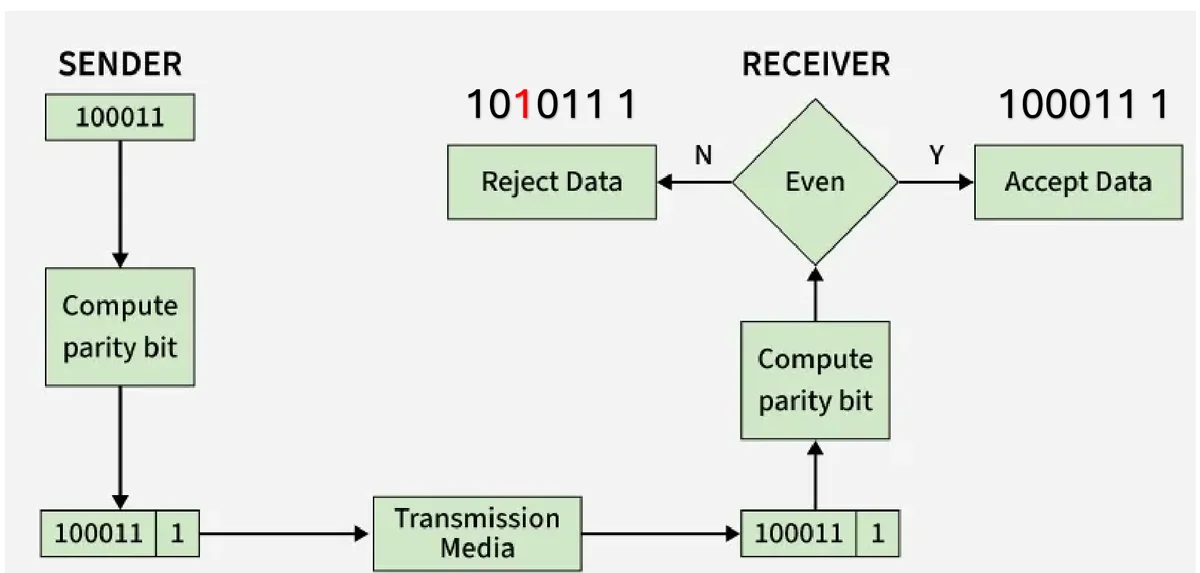 SENDER
100011
Compute
parity bit
100011 1
Transmission
Media
RECEIVER
101011 1
100011 1
Reject Data
N
Even
Y
Accept Data
Compute
parity bit
100011 1